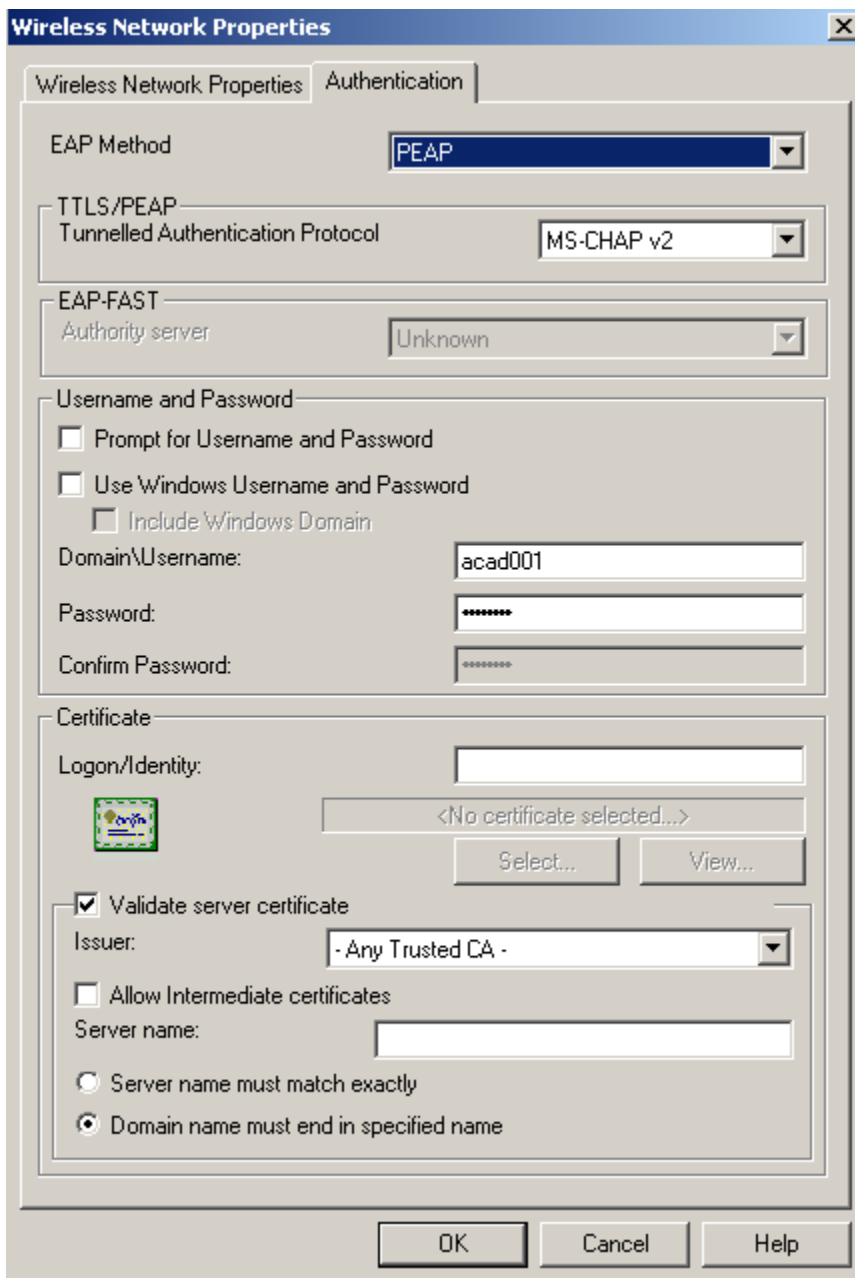 Wireless Network Properties
Wireless Network Properties Authentication
EAP Method PEAP
TTLS/PEAP
Tunnelled Authentication Protocol MS-CHAP v2
EAP-FAST
Authority server Unknown
Username and Password
Prompt for Username and Password
Use Windows Username and Password
Include Windows Domain
Domain\Username: acad001
Password: ••••••••
Confirm Password: ••••••••
Certificate
Logon/Identity:
<No certificate selected...>
Select... View...
Validate server certificate
Issuer: - Any Trusted CA -
Allow Intermediate certificates
Server name:
Server name must match exactly
Domain name must end in specified name
OK Cancel Help